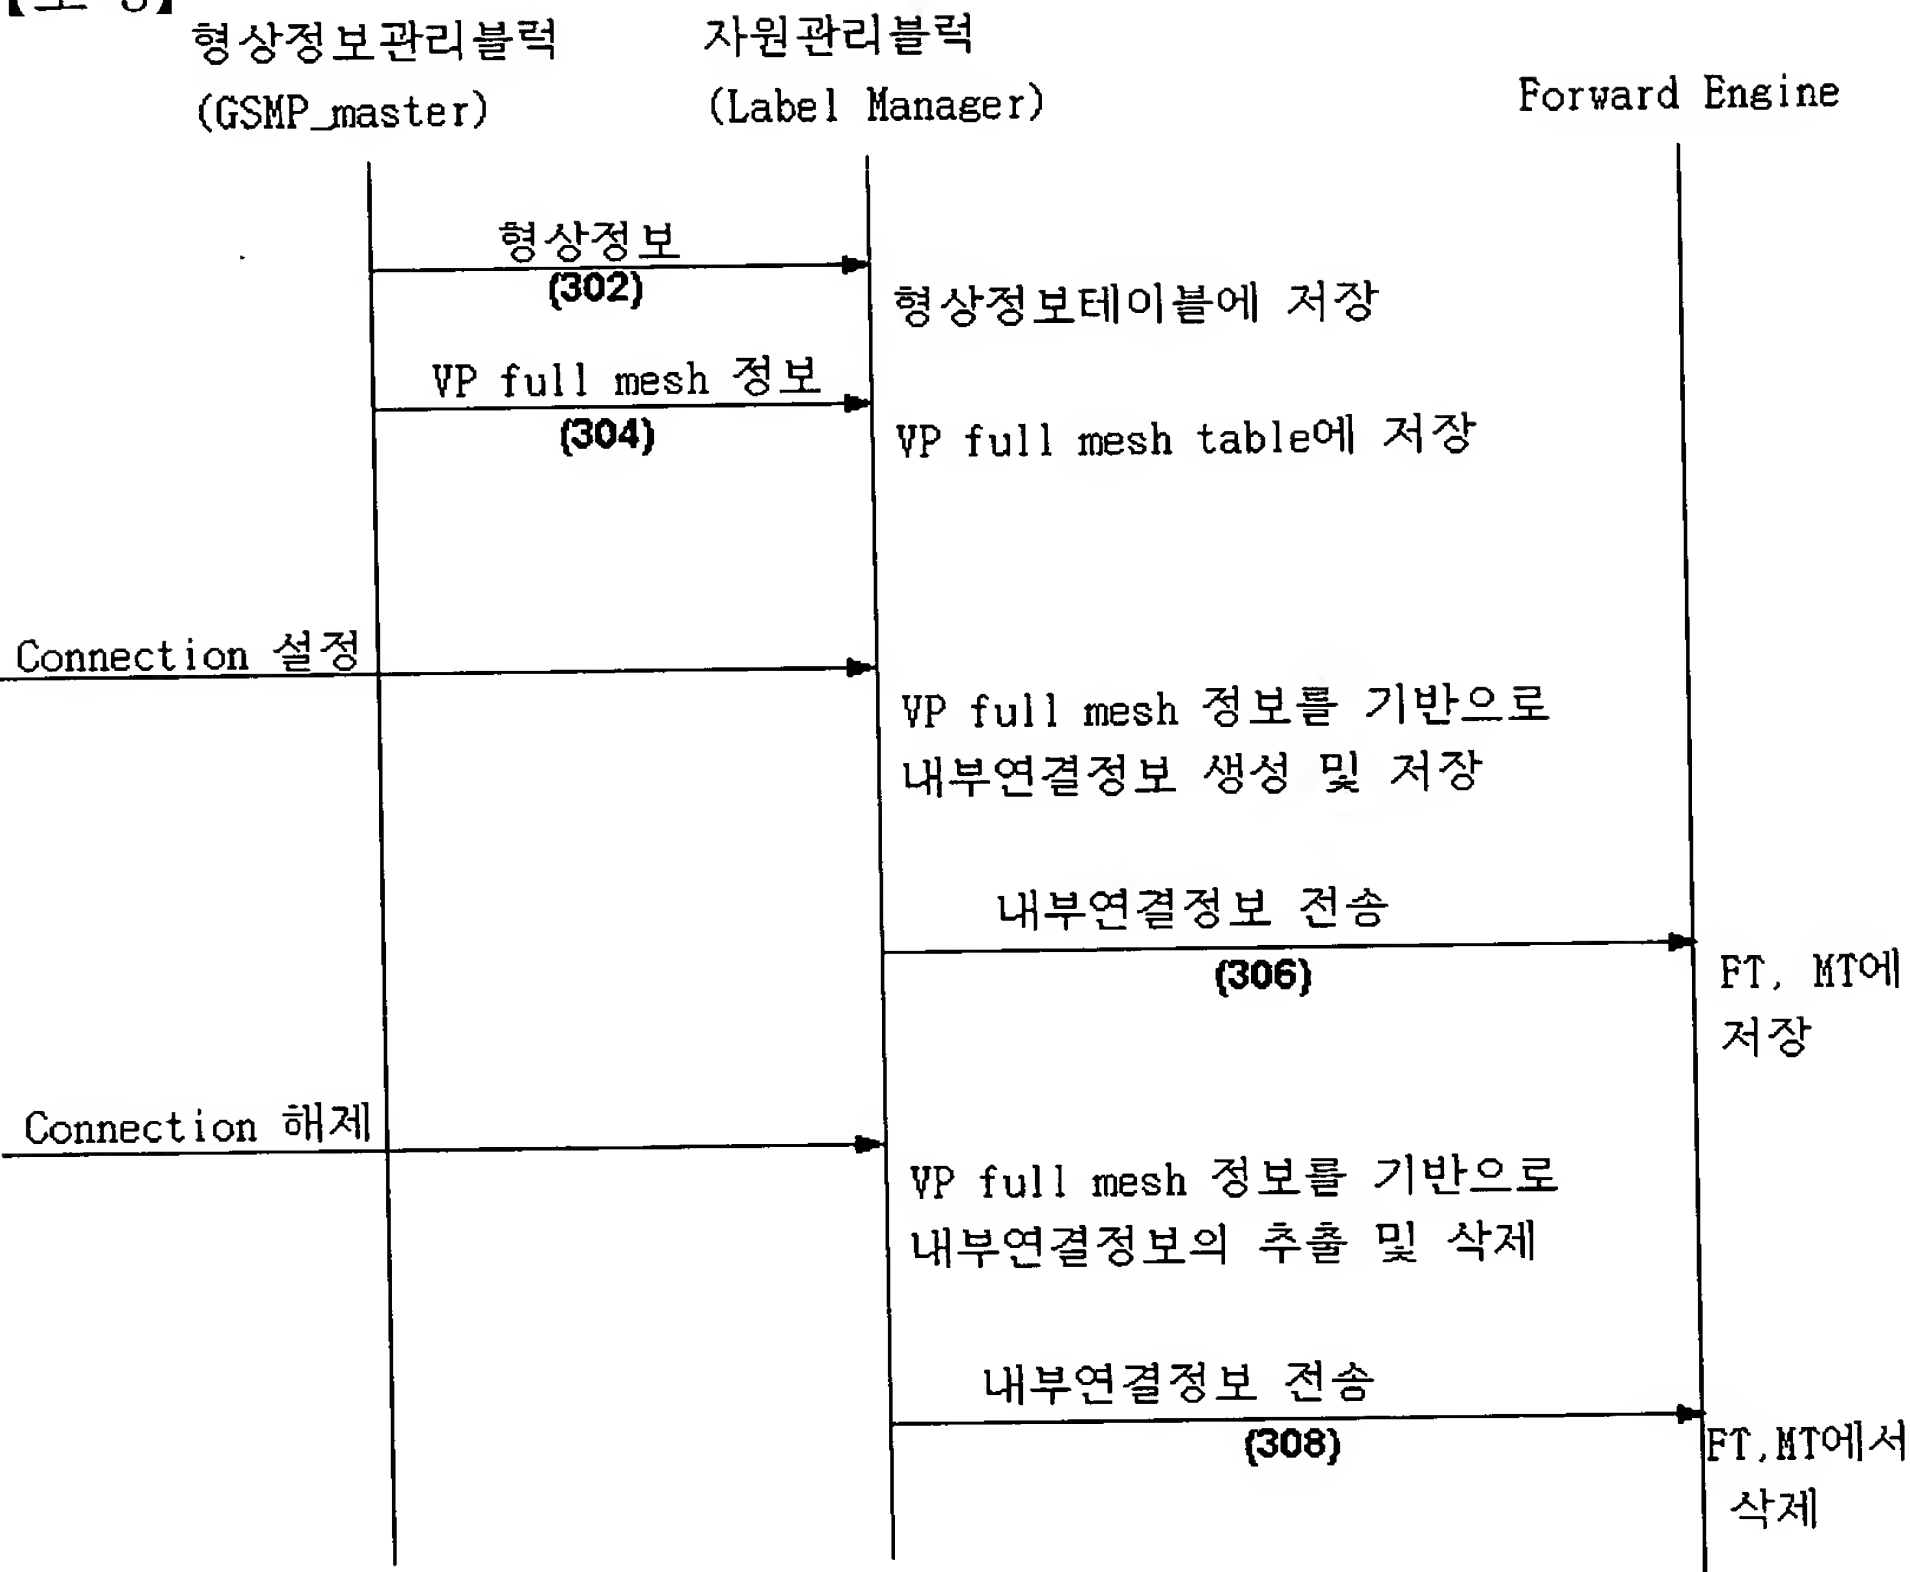 형상정보관리블럭
(GSMP_master)
자원관리블럭
(Label Manager)
Forward Engine
형상정보
(302)
형상정보테이블에 저장
VP full mesh 정보
(304)
VP full mesh table에 저장
Connection 설정
VP full mesh 정보를 기반으로
내부연결정보 생성 및 저장
내부연결정보 전송
(306)
FT, MT에
저장
Connection 해제
VP full mesh 정보를 기반으로
내부연결정보의 추출 및 삭제
내부연결정보 전송
(308)
FT,MT에서
삭제